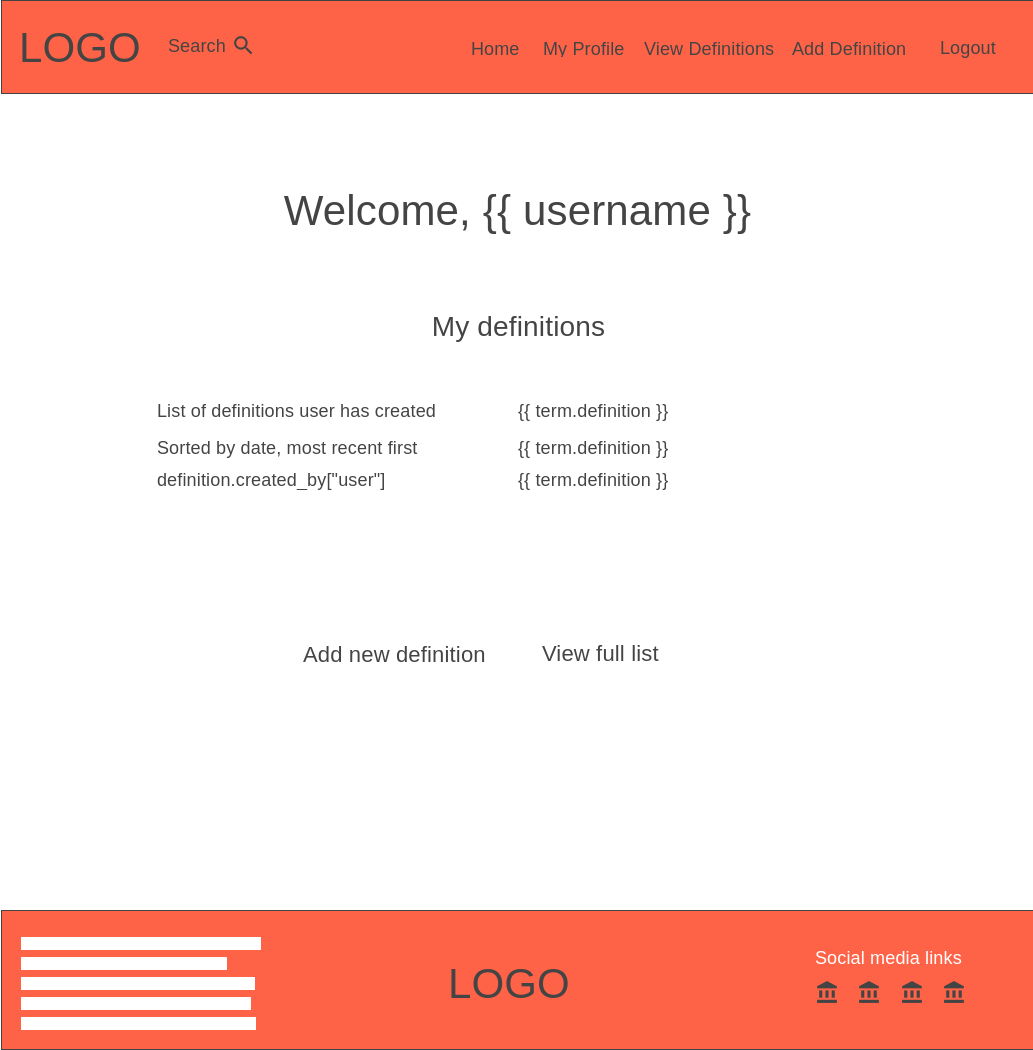 LOGO Search Home My Profile View Definitions Add Definition Logout
Welcome, {{ username }}
My definitions
List of definitions user has created {{ term.definition }}
Sorted by date, most recent first {{ term.definition }}
definition.created_by["user"] {{ term.definition }}
Add new definition View full list
Social media links
LOGO